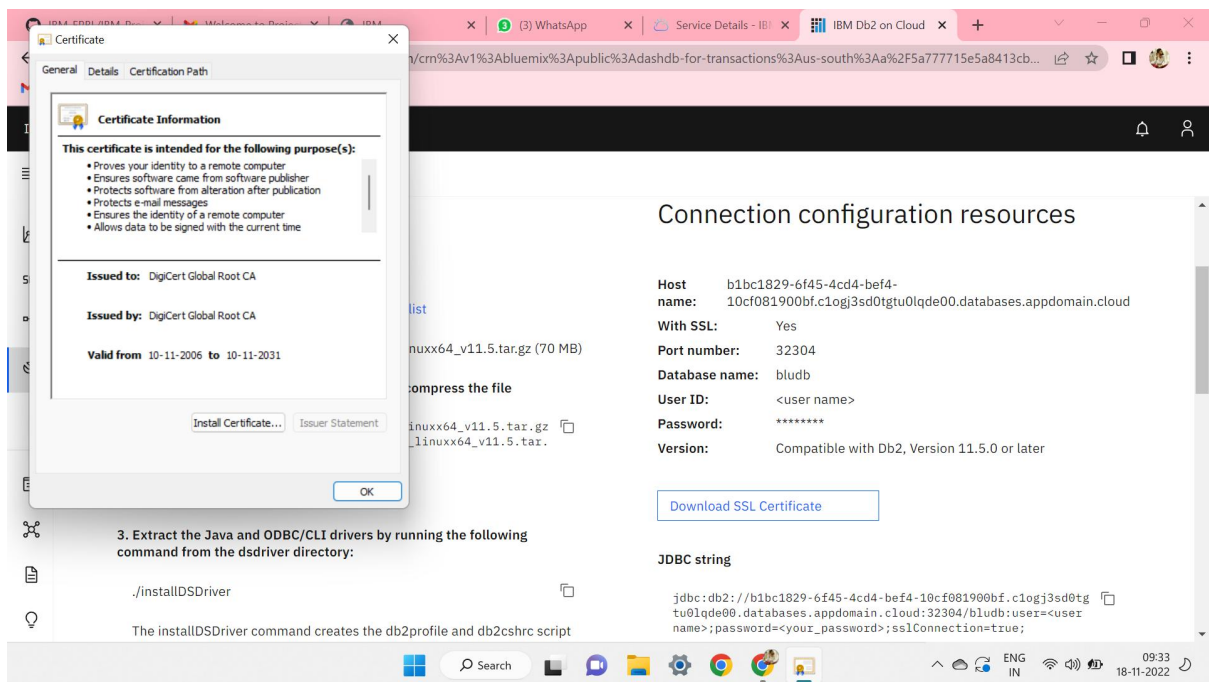 IBM-EPBL/IBM-Pro
Welcome to Projec
IBM
(3) WhatsApp
Service Details - IB
IBM Db2 on Cloud
Certificate
/crn%3Av1%3Abluemix%3Apublic%3Adashdb-for-transactions%3Aus-south%3Aa%2F5a777715e5a8413cb...
General Details Certification Path
Certificate Information
This certificate is intended for the following purpose(s):
• Proves your identity to a remote computer
• Ensures software came from software publisher
• Protects software from alteration after publication
• Protects e-mail messages
• Ensures the identity of a remote computer
• Allows data to be signed with the current time
Issued to: DigiCert Global Root CA
Issued by: DigiCert Global Root CA
Valid from 10-11-2006 to 10-11-2031
Install Certificate... Issuer Statement
OK
list
nuxx64_v11.5.tar.gz (70 MB)
compress the file
inuxx64_v11.5.tar.gz
_linuxx64_v11.5.tar.
3. Extract the Java and ODBC/CLI drivers by running the following
command from the dsdriver directory:
./installDSDriver
The installDSDriver command creates the db2profile and db2cshrc script
Connection configuration resources
Host name: b1bc1829-6f45-4cd4-bef4-
10cf081900bf.c1ogj3sd0tgtu0lqde00.databases.appdomain.cloud
With SSL: Yes
Port number: 32304
Database name: bludb
User ID: <user name>
Password: ********
Version: Compatible with Db2, Version 11.5.0 or later
Download SSL Certificate
JDBC string
jdbc:db2://b1bc1829-6f45-4cd4-bef4-10cf081900bf.c1ogj3sd0tg
tu0lqde00.databases.appdomain.cloud:32304/bludb:user=<user
name>;password=<your_password>;sslConnection=true;
Search
ENG
IN
09:33
18-11-2022